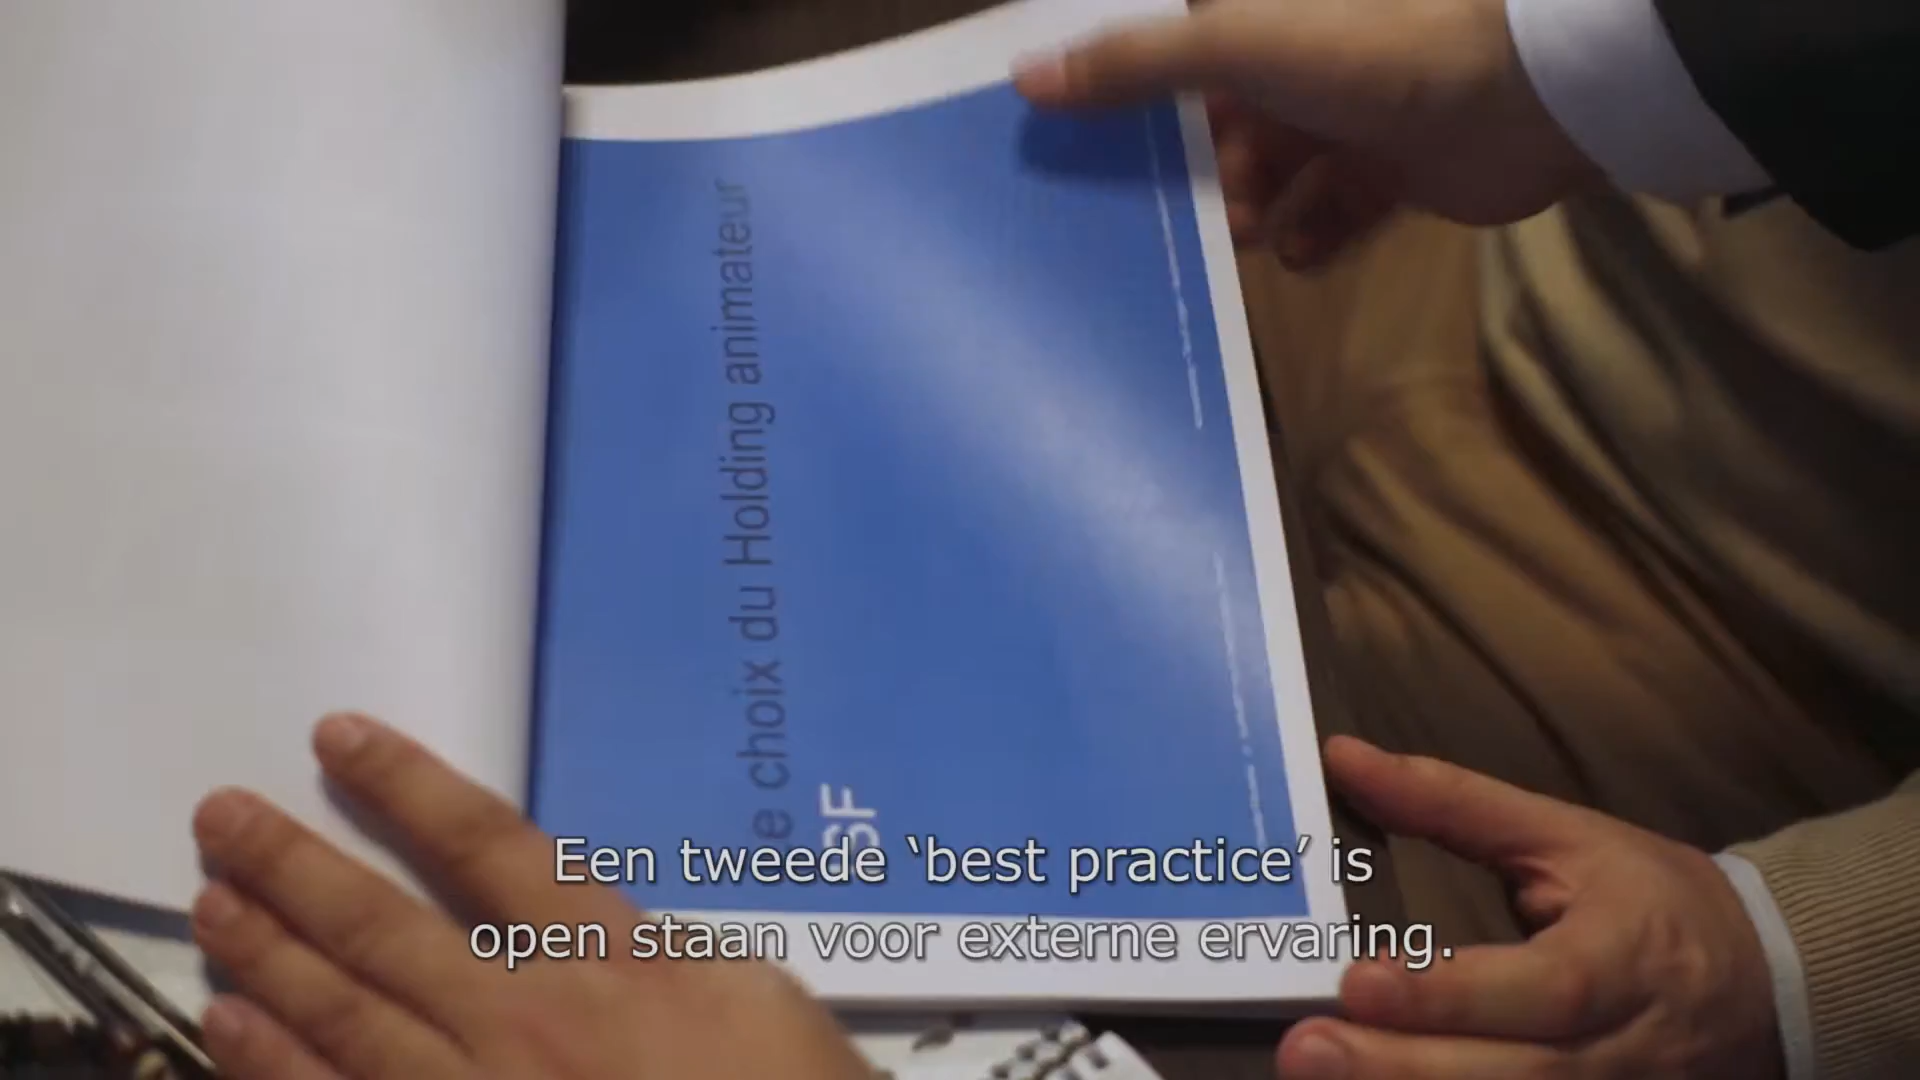 e choix du Holding animateur
SF
Een tweede ‘best practice’ is
open staan voor externe ervaring.